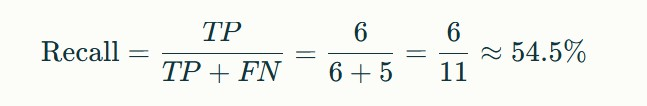 Recall = TP / (TP + FN) = 6 / (6 + 5) = 6 / 11 ≈ 54.5%